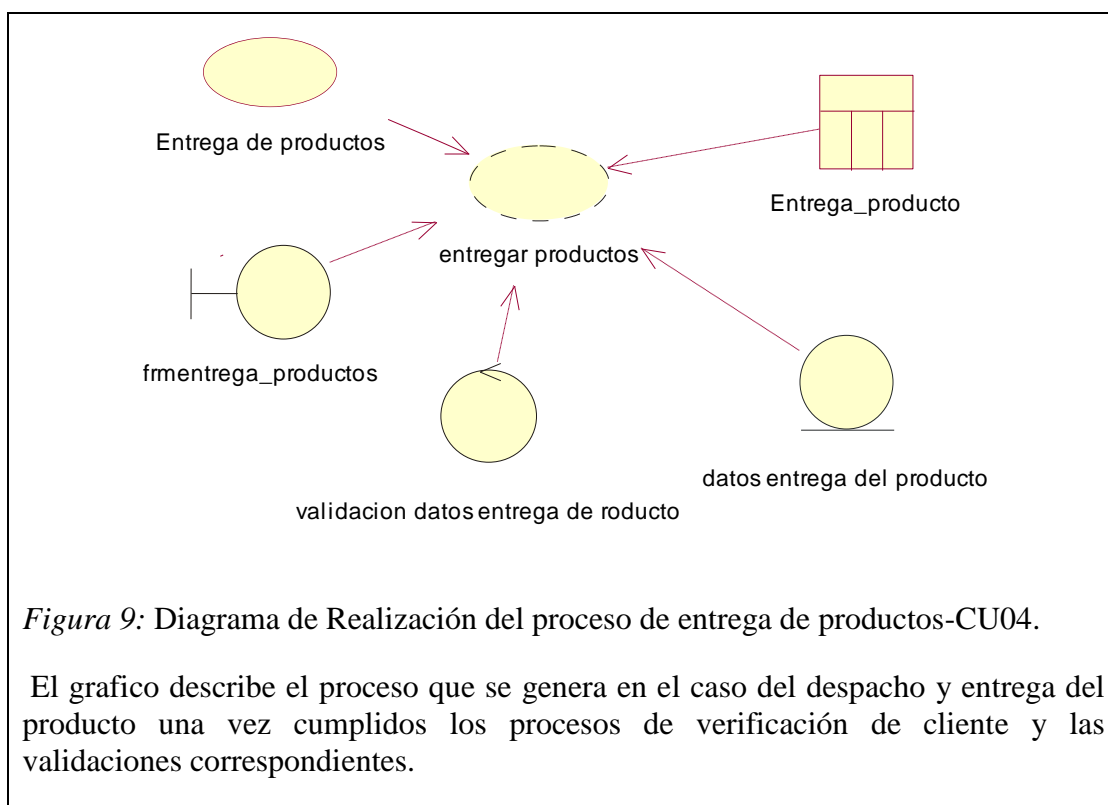 Entrega de productos
Entrega_producto
entregar productos
frmentrega_productos
datos entrega del producto
validacion datos entrega de roducto
Figura 9: Diagrama de Realización del proceso de entrega de productos-CU04.
El grafico describe el proceso que se genera en el caso del despacho y entrega del
producto una vez cumplidos los procesos de verificación de cliente y las
validaciones correspondientes.